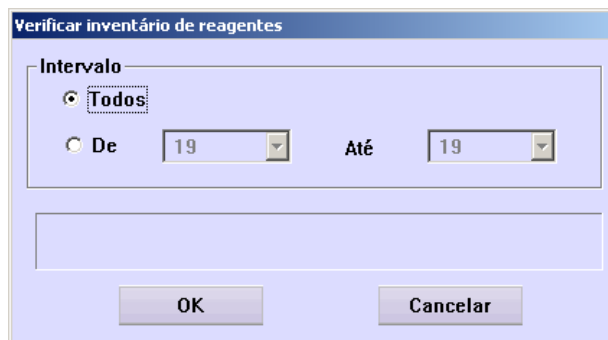 Verificar inventário de reagentes
Intervalo
Todos
De 19 Até 19
OK Cancelar